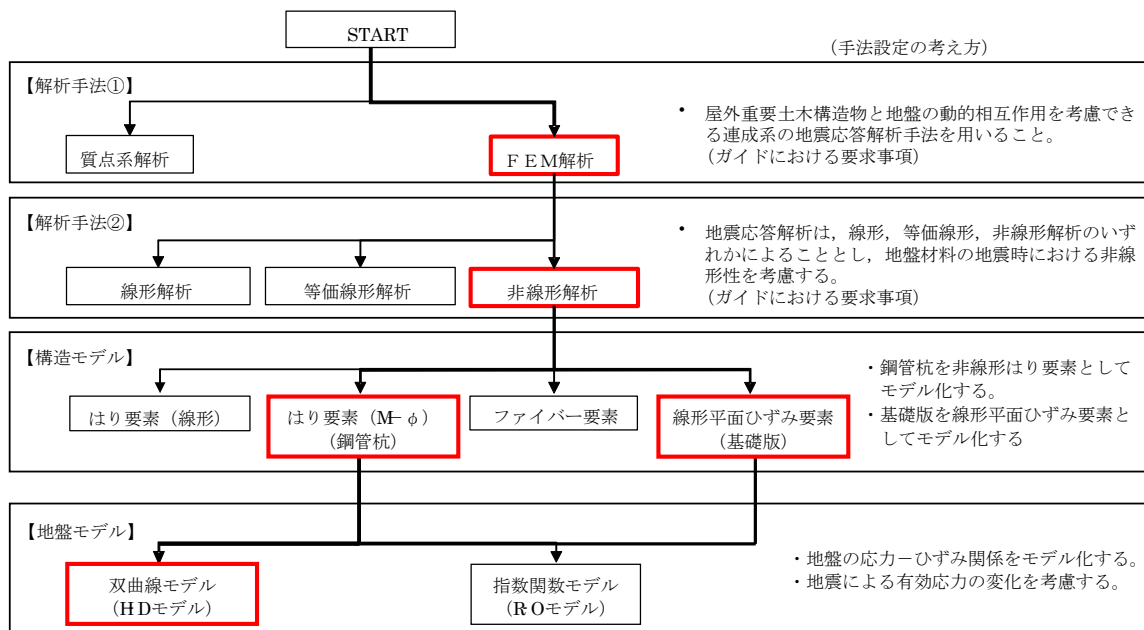 START
(手法設定の考え方)
【解析手法①】
• 屋外重要土木構造物と地盤の動的相互作用を考慮でき
る連成系の地震応答解析手法を用いること。
(ガイドにおける要求事項)
質点系解析
FEM解析
【解析手法②】
• 地震応答解析は，線形，等価線形，非線形解析のいず
れかによることとし，地盤材料の地震時における非線
形性を考慮する。
(ガイドにおける要求事項)
線形解析
等価線形解析
非線形解析
【構造モデル】
・鋼管杭を非線形はり要素として
モデル化する。
・基礎版を線形平面ひずみ要素と
してモデル化する
はり要素（線形）
はり要素（M-φ）
（鋼管杭）
ファイバー要素
線形平面ひずみ要素
（基礎版）
【地盤モデル】
・地盤の応力－ひずみ関係をモデル化する。
・地震による有効応力の変化を考慮する。
双曲線モデル
（H-Dモデル）
指数関数モデル
（R-Oモデル）